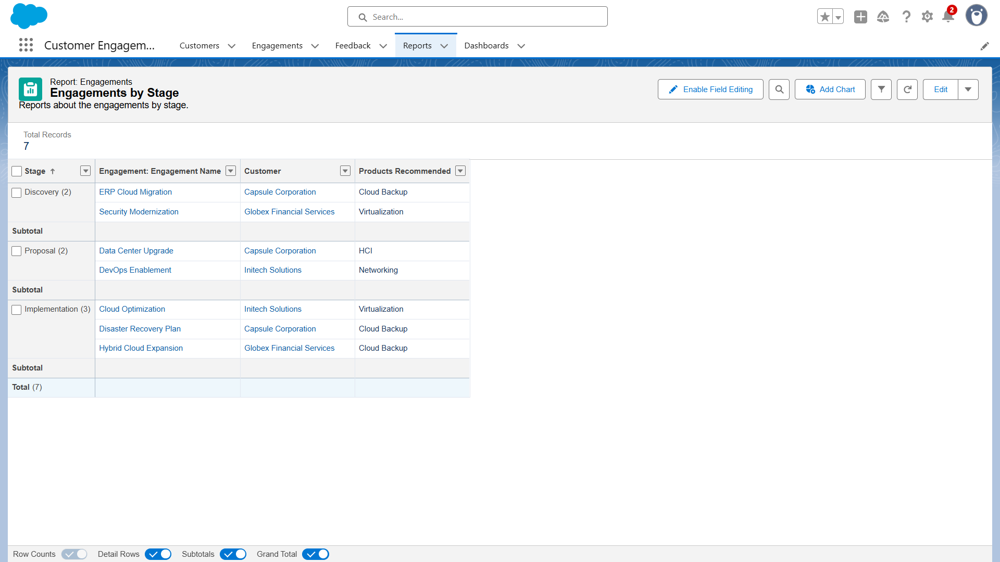 Search...
2
Customer Engagem...
Customers
Engagements
Feedback
Reports
Dashboards
Report: Engagements
Engagements by Stage
Reports about the engagements by stage.
Enable Field Editing
Add Chart
Edit
Total Records
7
Stage ↑ Engagement: Engagement Name Customer Products Recommended
Discovery (2) ERP Cloud Migration Capsule Corporation Cloud Backup
Security Modernization Globex Financial Services Virtualization
Subtotal
Proposal (2) Data Center Upgrade Capsule Corporation HCI
DevOps Enablement Initech Solutions Networking
Subtotal
Implementation (3) Cloud Optimization Initech Solutions Virtualization
Disaster Recovery Plan Capsule Corporation Cloud Backup
Hybrid Cloud Expansion Globex Financial Services Cloud Backup
Subtotal
Total (7)
Row Counts Detail Rows Subtotals Grand Total